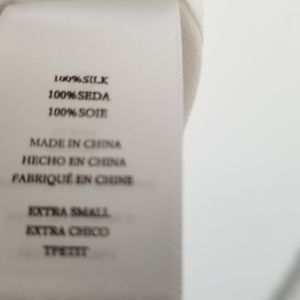 100% SILK
100% SEDA
100% SOIE
MADE IN CHINA
HECHO EN CHINA
FABRIQUÉ EN CHINE
EXTRA SMALL
EXTRA CHICO
TPETIT